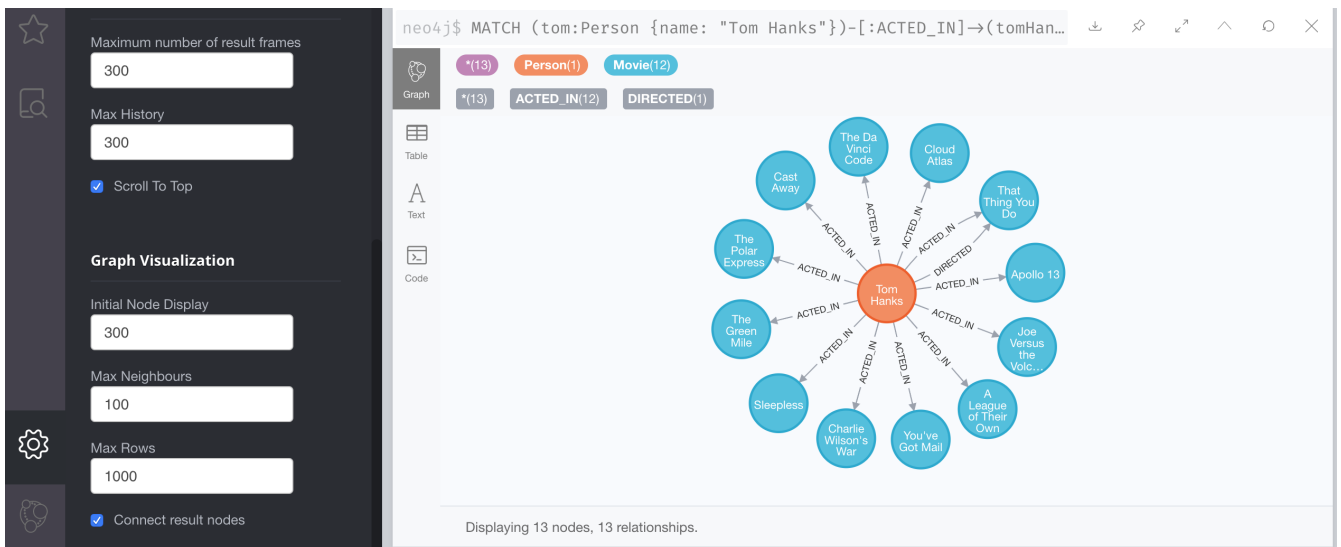 Maximum number of result frames
300
Max History
300
Scroll To Top
Graph Visualization
Initial Node Display
300
Max Neighbours
100
Max Rows
1000
Connect result nodes
neo4j$ MATCH (tom:Person {name: "Tom Hanks"})-[:ACTED_IN]→(tomHan…
Graph
Table
Text
Code
*(13)
Person(1)
Movie(12)
*(13)
ACTED_IN(12)
DIRECTED(1)
The Da
Vinci
Code
Cloud
Atlas
Cast
Away
That
Thing You
Do
The
Polar
Express
Apollo 13
Tom
Hanks
The
Green
Mile
Joe
Versus
the
Volc…
Sleepless
A
League
of Their
Own
Charlie
Wilson's
War
You've
Got Mail
ACTED_IN
ACTED_IN
ACTED_IN
ACTED_IN
DIRECTED
ACTED_IN
ACTED_IN
ACTED_IN
ACTED_IN
ACTED_IN
ACTED_IN
ACTED_IN
ACTED_IN
Displaying 13 nodes, 13 relationships.